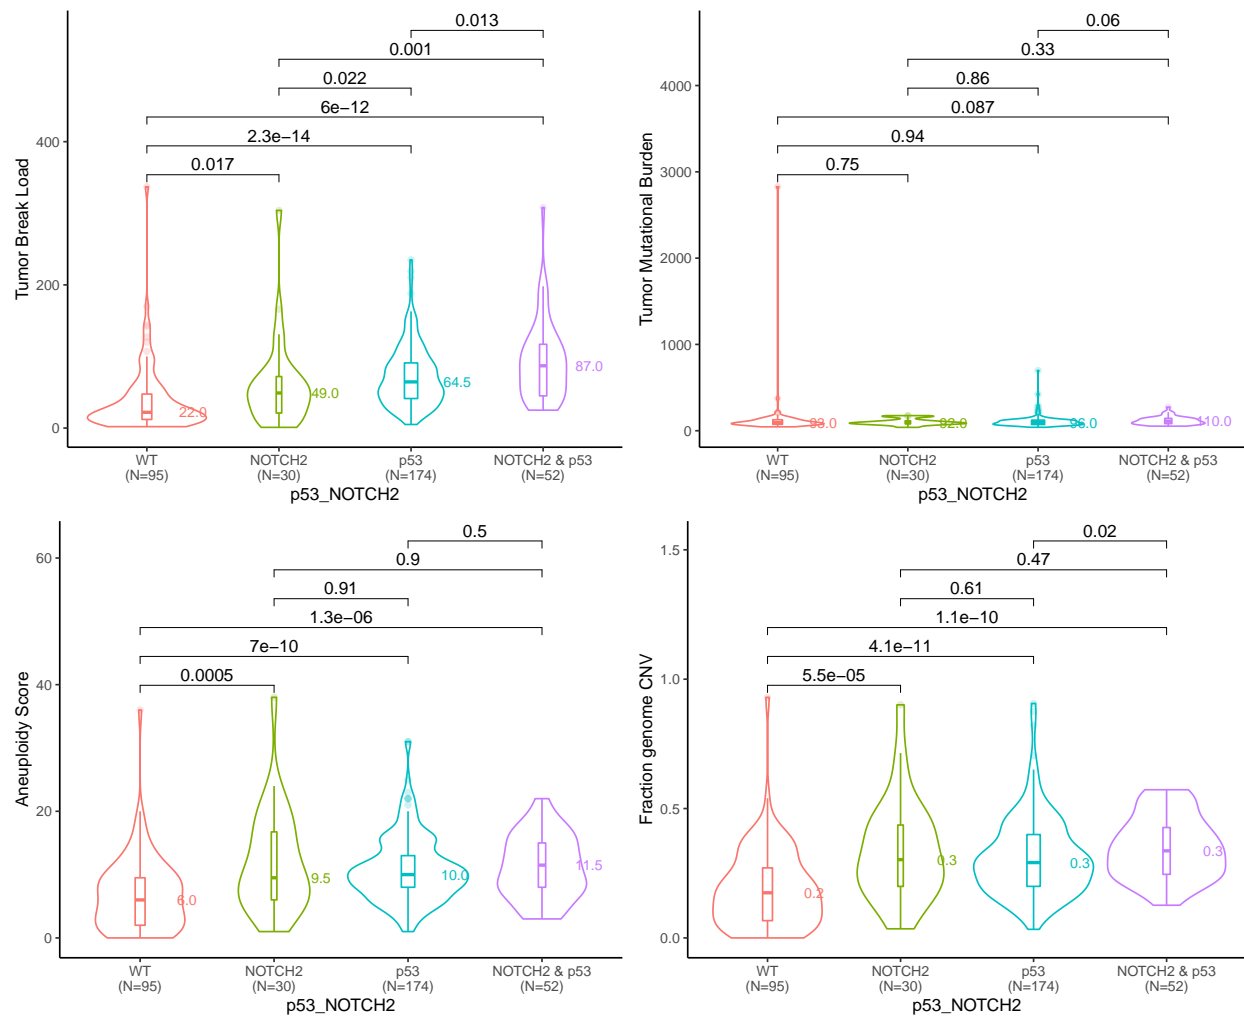 0.013
0.001
0.022
6e−12
2.3e−14
0.017
400
200
0
Tumor Break Load
22.0
49.0
64.5
87.0
WT
(N=95)
NOTCH2
(N=30)
p53
(N=174)
NOTCH2 & p53
(N=52)
p53_NOTCH2
0.06
0.33
0.86
0.087
0.94
0.75
4000
3000
2000
1000
0
Tumor Mutational Burden
96.0
110.0
WT
(N=95)
NOTCH2
(N=30)
p53
(N=174)
NOTCH2 & p53
(N=52)
p53_NOTCH2
0.5
0.9
0.91
1.3e−06
7e−10
0.0005
60
40
20
0
Aneuploidy Score
6.0
9.5
10.0
11.5
WT
(N=95)
NOTCH2
(N=30)
p53
(N=174)
NOTCH2 & p53
(N=52)
p53_NOTCH2
0.02
0.47
0.61
1.1e−10
4.1e−11
5.5e−05
1.5
1.0
0.5
0.0
Fraction genome CNV
0.2
0.3
0.3
0.3
WT
(N=95)
NOTCH2
(N=30)
p53
(N=174)
NOTCH2 & p53
(N=52)
p53_NOTCH2